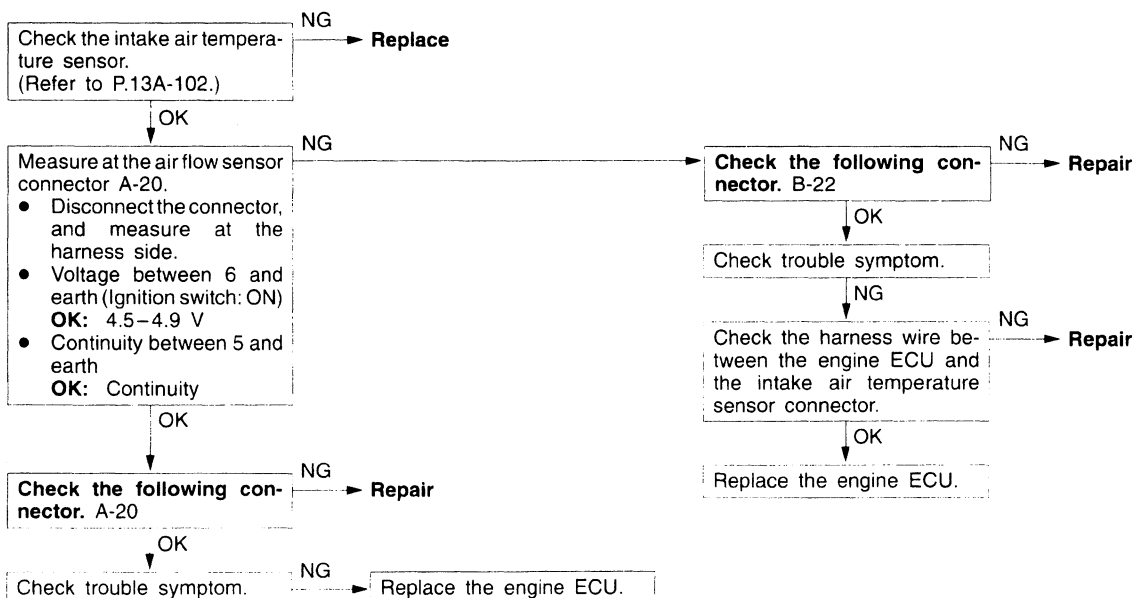 NG
Check the intake air tempera-
ture sensor.
(Refer to P.13A-102.)
Replace
OK
Measure at the air flow sensor
connector A-20.
● Disconnect the connector,
and measure at the
harness side.
● Voltage between 6 and
earth (Ignition switch: ON)
OK: 4.5–4.9 V
● Continuity between 5 and
earth
OK: Continuity
NG
Check the following con-
nector. B-22
NG
Repair
OK
Check trouble symptom.
NG
Check the harness wire be-
tween the engine ECU and
the intake air temperature
sensor connector.
NG
Repair
OK
Replace the engine ECU.
OK
Check the following con-
nector. A-20
NG
Repair
OK
Check trouble symptom.
NG
Replace the engine ECU.